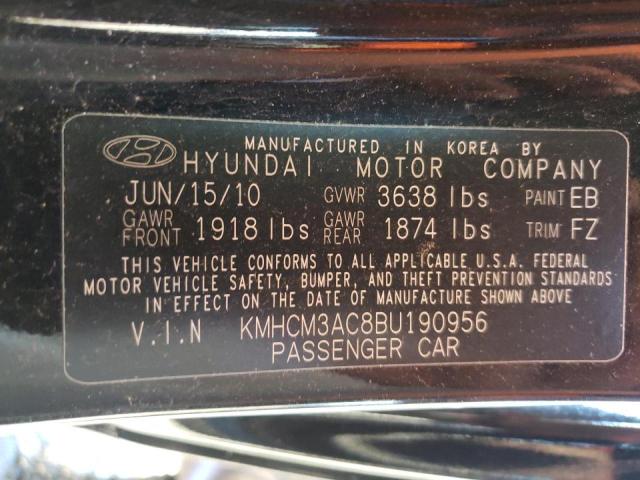 MANUFACTURED IN KOREA BY
HYUNDAI MOTOR COMPANY
JUN/15/10 GVWR 3638 lbs PAINT EB
GAWR FRONT 1918 lbs GAWR REAR 1874 lbs TRIM FZ
THIS VEHICLE CONFORMS TO ALL APPLICABLE U.S.A. FEDERAL
MOTOR VEHICLE SAFETY, BUMPER, AND THEFT PREVENTION STANDARDS
IN EFFECT ON THE DATE OF MANUFACTURE SHOWN ABOVE
V.I.N KMHCM3AC8BU190956
PASSENGER CAR